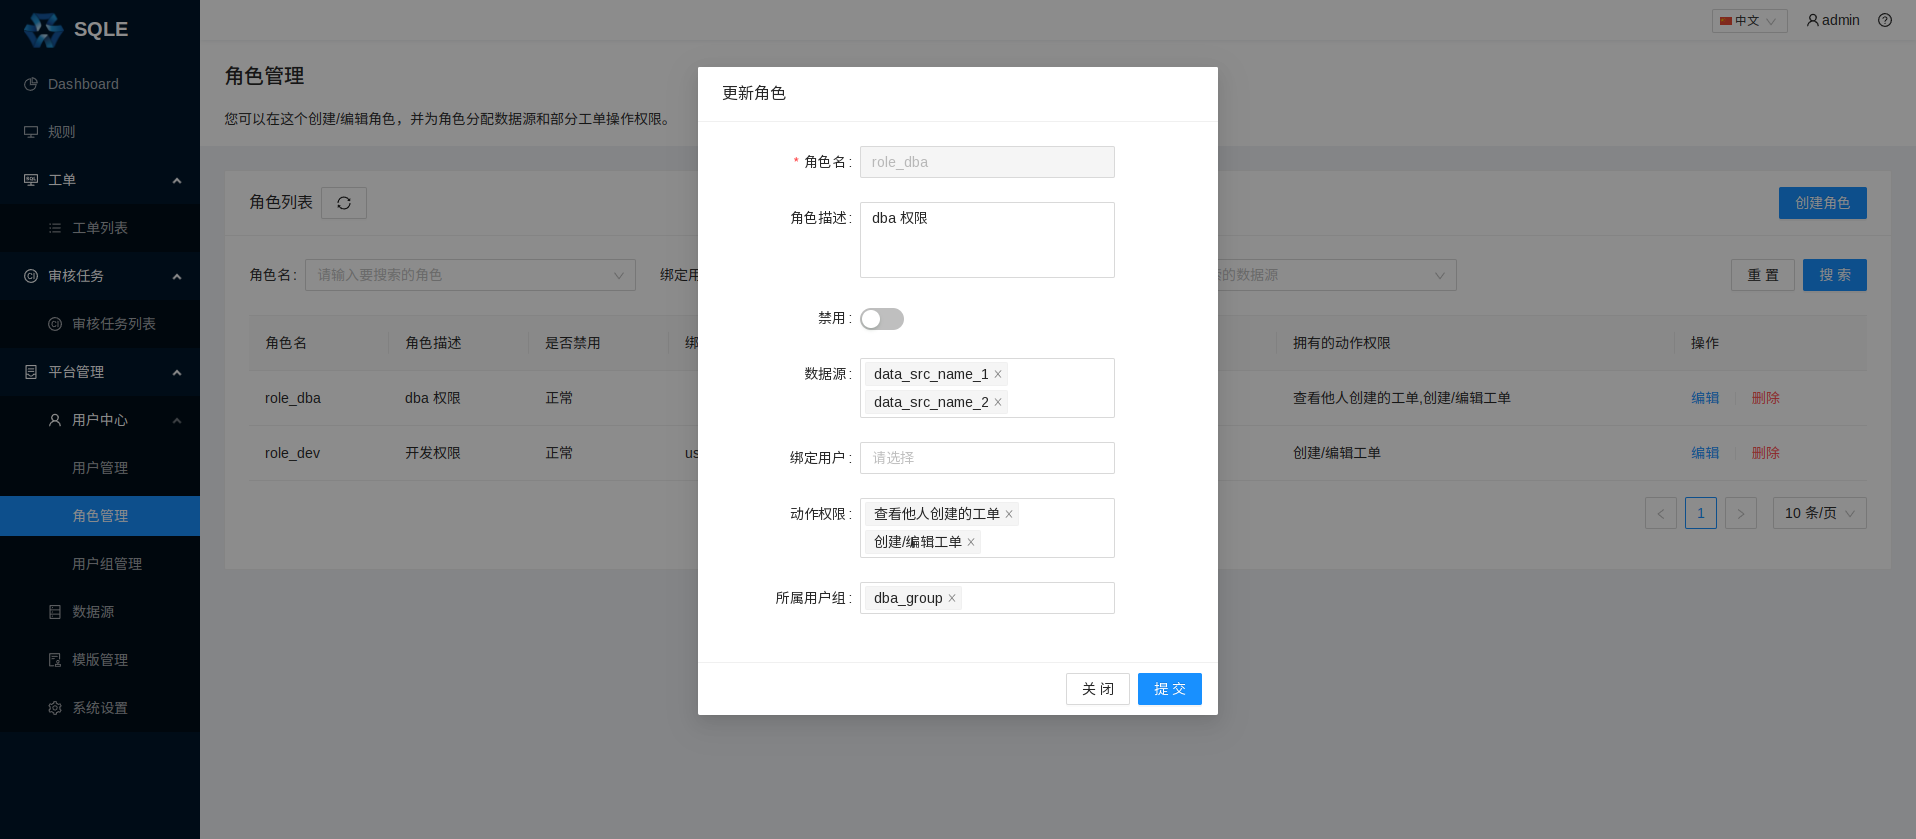 SQLE
中文
admin
Dashboard
规则
工单
工单列表
审核任务
审核任务列表
平台管理
用户中心
用户管理
角色管理
用户组管理
数据源
模版管理
系统设置
角色管理
您可以在这个创建/编辑角色，并为角色分配数据源和部分工单操作权限。
角色列表
创建角色
角色名:
请输入要搜索的角色
绑定用
的数据源
重 置
搜 索
角色名
角色描述
是否禁用
拥有的动作权限
操作
role_dba
dba 权限
正常
查看他人创建的工单,创建/编辑工单
编辑
删除
role_dev
开发权限
正常
us
创建/编辑工单
编辑
删除
1
10 条/页
更新角色
* 角色名:
role_dba
角色描述:
dba 权限
禁用:
数据源:
data_src_name_1
data_src_name_2
绑定用户:
请选择
动作权限:
查看他人创建的工单
创建/编辑工单
所属用户组:
dba_group
关 闭
提 交